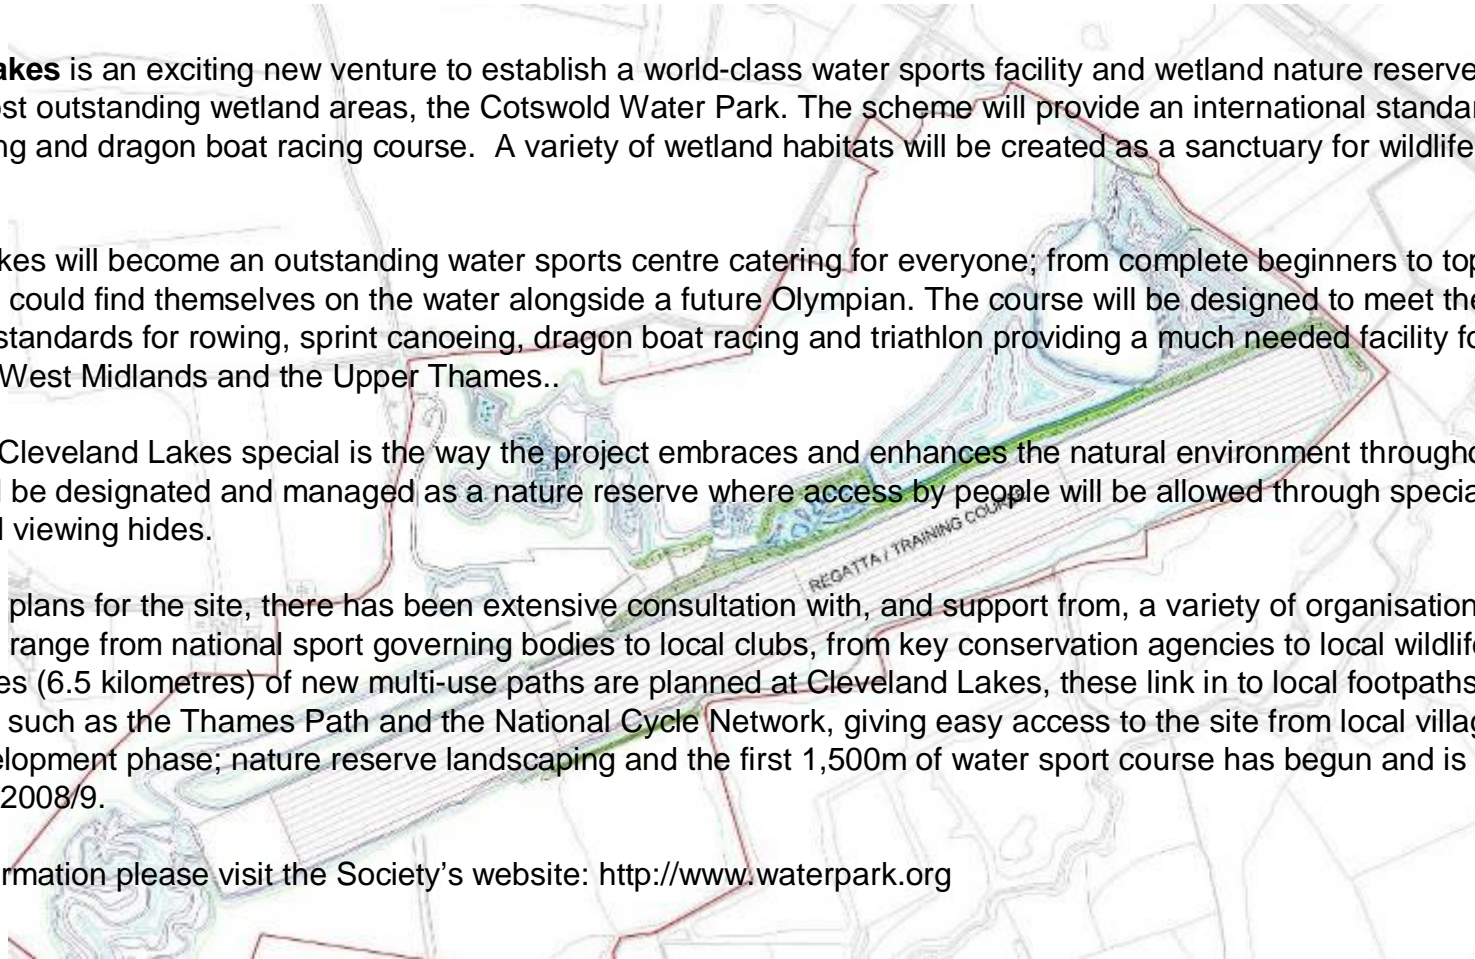 akes is an exciting new venture to establish a world-class water sports facility and wetland nature reserve
ost outstanding wetland areas, the Cotswold Water Park. The scheme will provide an international standar
ng and dragon boat racing course.  A variety of wetland habitats will be created as a sanctuary for wildlife
kes will become an outstanding water sports centre catering for everyone; from complete beginners to top
could find themselves on the water alongside a future Olympian. The course will be designed to meet the
standards for rowing, sprint canoeing, dragon boat racing and triathlon providing a much needed facility fo
West Midlands and the Upper Thames..
Cleveland Lakes special is the way the project embraces and enhances the natural environment througho
l be designated and managed as a nature reserve where access by people will be allowed through specia
l viewing hides.
REGATTA / TRAINING COURSE
plans for the site, there has been extensive consultation with, and support from, a variety of organisation
range from national sport governing bodies to local clubs, from key conservation agencies to local wildlife
es (6.5 kilometres) of new multi-use paths are planned at Cleveland Lakes, these link in to local footpaths
such as the Thames Path and the National Cycle Network, giving easy access to the site from local villag
elopment phase; nature reserve landscaping and the first 1,500m of water sport course has begun and is
2008/9.
rmation please visit the Society’s website: http://www.waterpark.org